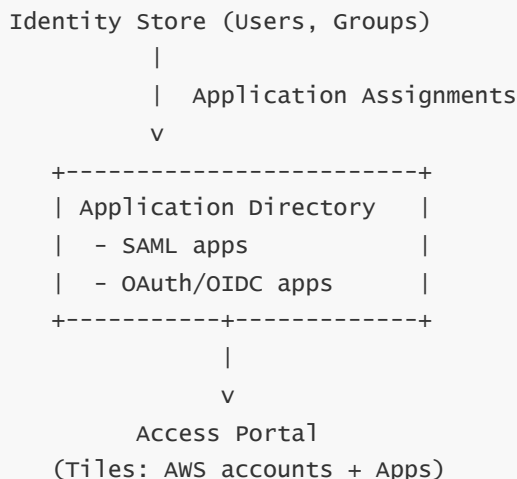 Identity Store (Users, Groups)
          |
          |  Application Assignments
          v
   +-------------------------+
   | Application Directory   |
   |  - SAML apps            |
   |  - OAuth/OIDC apps      |
   +-----------+-------------+
               |
               v
         Access Portal
   (Tiles: AWS accounts + Apps)